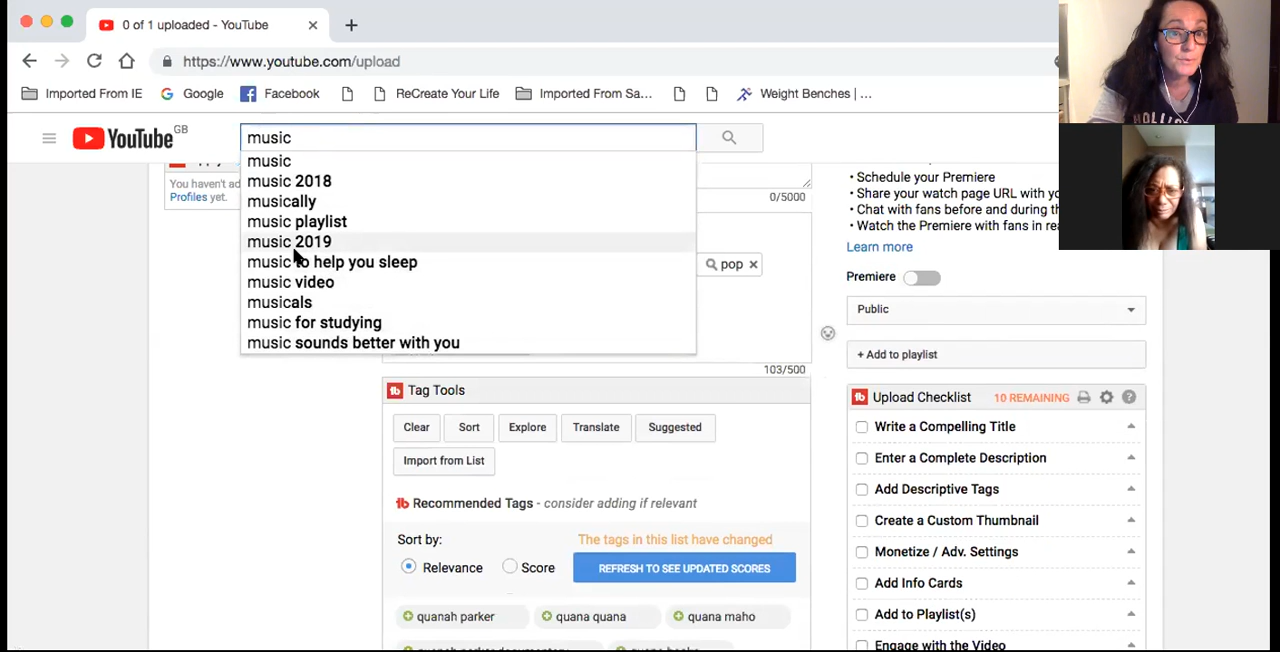 0 of 1 uploaded - YouTube
https://www.youtube.com/upload
Imported From IE
Google
Facebook
ReCreate Your Life
Imported From Sa...
Weight Benches | ...
YouTube GB
music
music
music 2018
musically
music playlist
music 2019
music to help you sleep
music video
musicals
music for studying
music sounds better with you
You haven't ad
Profiles yet.
0/5000
pop
103/500
• Schedule your Premiere
• Share your watch page URL with yo
• Chat with fans before and during th
• Watch the Premiere with fans in rea
Learn more
Premiere
Public
+ Add to playlist
tb Tag Tools
Clear
Sort
Explore
Translate
Suggested
Import from List
tb Recommended Tags - consider adding if relevant
Sort by:
The tags in this list have changed
Relevance
Score
REFRESH TO SEE UPDATED SCORES
quanah parker
quana quana
quana maho
tb Upload Checklist 10 REMAINING
Write a Compelling Title
Enter a Complete Description
Add Descriptive Tags
Create a Custom Thumbnail
Monetize / Adv. Settings
Add Info Cards
Add to Playlist(s)
Engage with the Video
HOLLIS